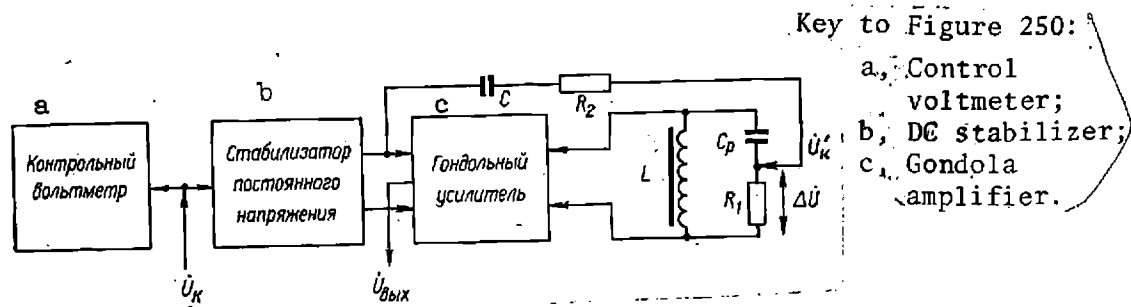 Key to Figure 250:
a, Control
voltmeter;
b, DC stabilizer;
c, Gondola
amplifier.
a
b
c
C
R₂
Контрольный
вольтметр
Стабилизатор
постоянного
напряжения
Гондольный
усилитель
L
Cр
R₁
U̇к′
ΔU̇
U̇к
U̇вых